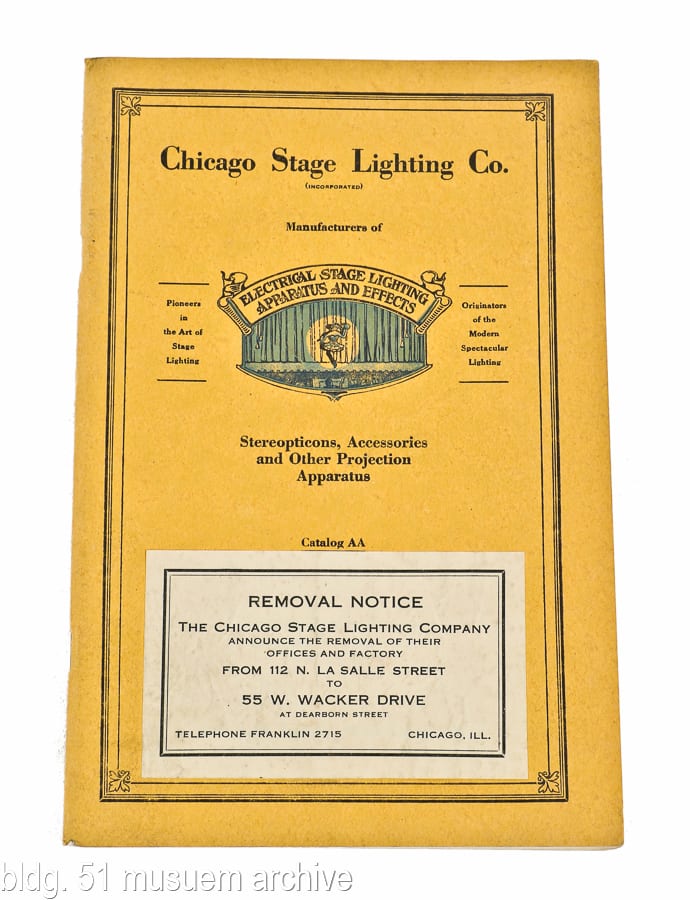 Chicago Stage Lighting Co.
(INCORPORATED)
Manufacturers of
ELECTRICAL STAGE LIGHTING
APPARATUS AND EFFECTS
Pioneers
in
the Art of
Stage
Lighting
Originators
of the
Modern
Spectacular
Lighting
Stereopticons, Accessories
and Other Projection
Apparatus
Catalog AA
REMOVAL NOTICE
THE CHICAGO STAGE LIGHTING COMPANY
ANNOUNCE THE REMOVAL OF THEIR
OFFICES AND FACTORY
FROM 112 N. LA SALLE STREET
TO
55 W. WACKER DRIVE
AT DEARBORN STREET
TELEPHONE FRANKLIN 2715 CHICAGO, ILL.
bldg. 51 musuem archive